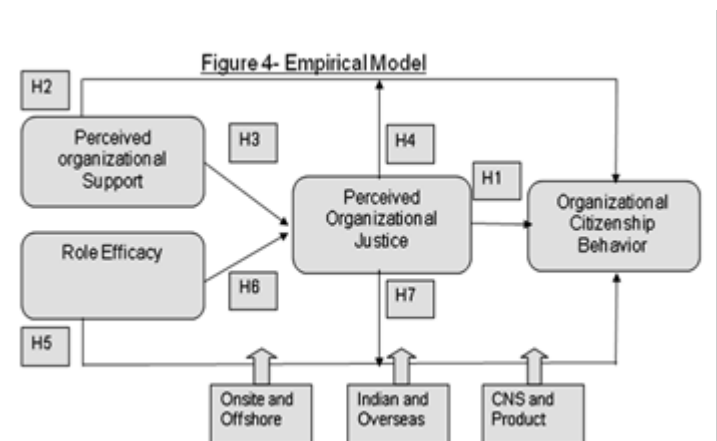 Figure 4- Empirical Model
H2
Perceived
organizational
Support
H3
H4
H1
Perceived
Organizational
Justice
Organizational
Citizenship
Behavior
Role Efficacy
H6
H7
H5
Onsite and
Offshore
Indian and
Overseas
CNS and
Product